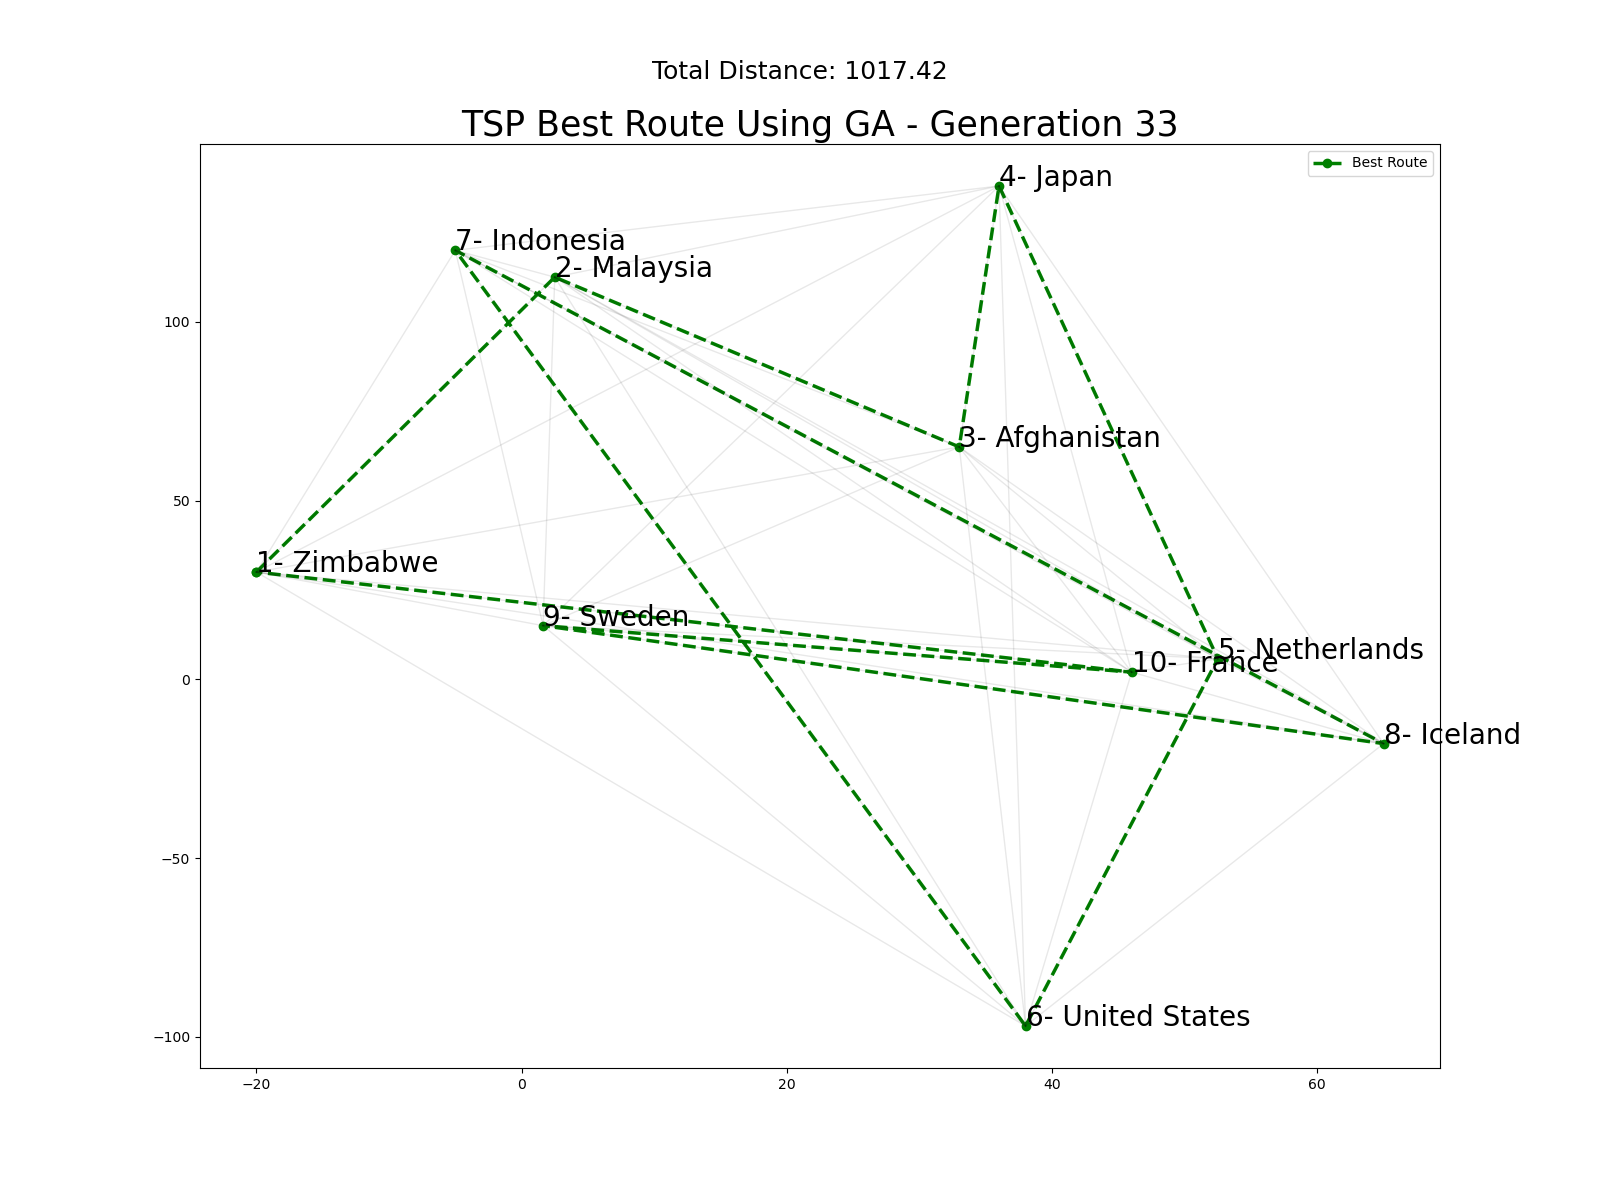 Total Distance: 1017.42
TSP Best Route Using GA - Generation 33
Best Route
4- Japan
7- Indonesia
2- Malaysia
3- Afghanistan
1- Zimbabwe
9- Sweden
5- Netherlands
10- France
8- Iceland
6- United States
100
50
0
−50
−100
−20
0
20
40
60